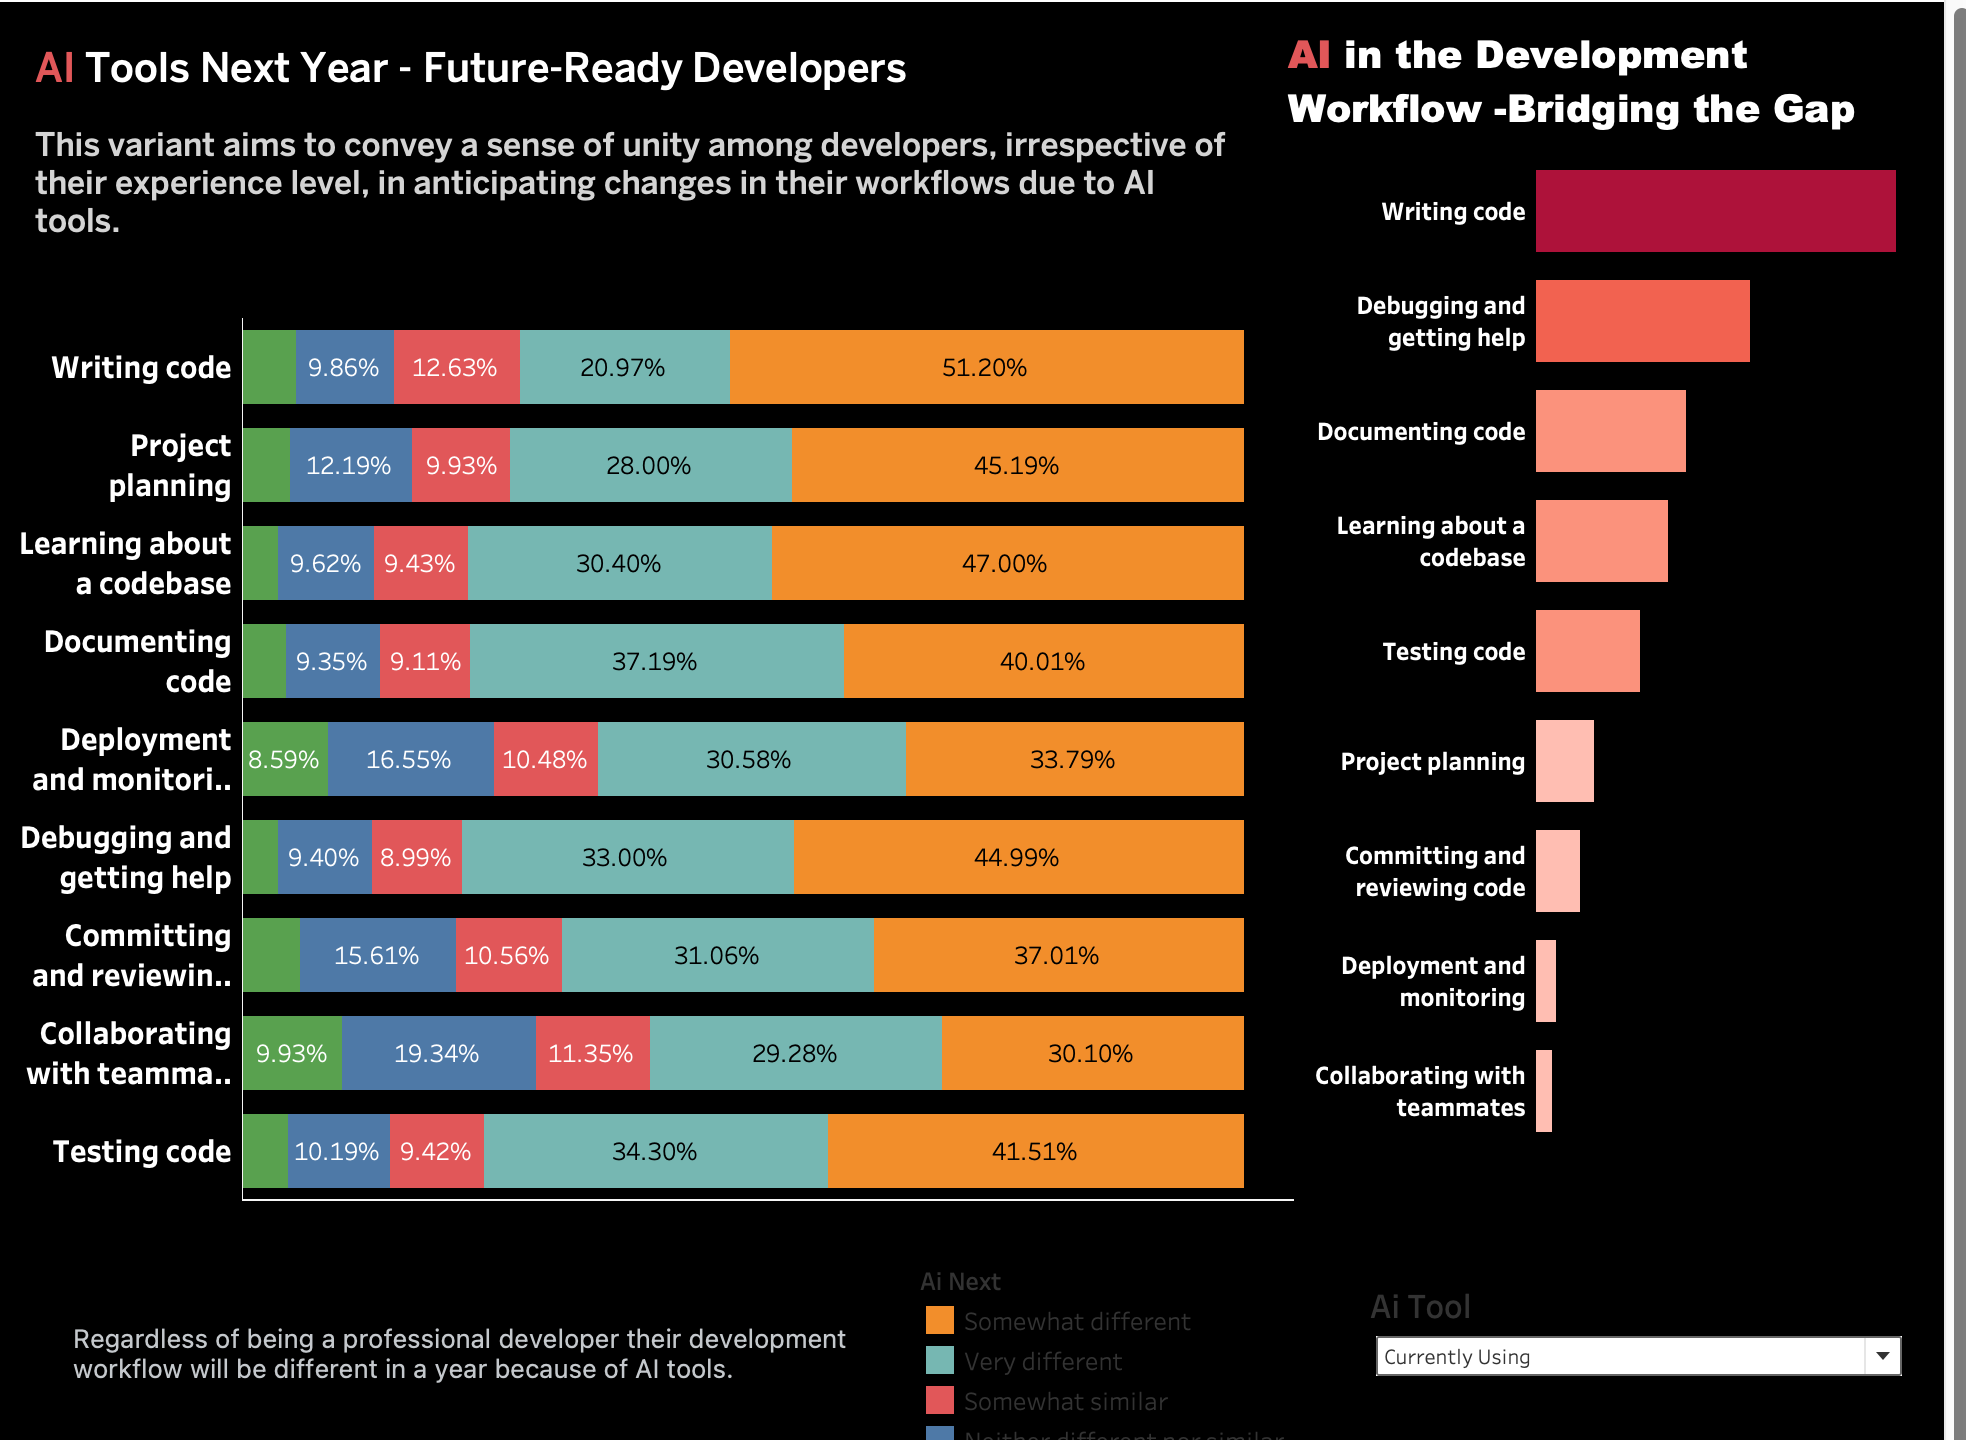 AI Tools Next Year - Future-Ready Developers
This variant aims to convey a sense of unity among developers, irrespective of
their experience level, in anticipating changes in their workflows due to AI
tools.
Writing code
9.86% 12.63% 20.97% 51.20%
Project
planning
12.19% 9.93% 28.00% 45.19%
Learning about
a codebase
9.62% 9.43% 30.40% 47.00%
Documenting
code
9.35% 9.11% 37.19% 40.01%
Deployment
and monitori..
8.59% 16.55% 10.48% 30.58% 33.79%
Debugging and
getting help
9.40% 8.99% 33.00% 44.99%
Committing
and reviewin..
15.61% 10.56% 31.06% 37.01%
Collaborating
with teamma..
9.93% 19.34% 11.35% 29.28% 30.10%
Testing code
10.19% 9.42% 34.30% 41.51%
Regardless of being a professional developer their development
workflow will be different in a year because of AI tools.
Ai Next
Somewhat different
Very different
Somewhat similar
Neither different nor similar
AI in the Development
Workflow -Bridging the Gap
Writing code
Debugging and
getting help
Documenting code
Learning about a
codebase
Testing code
Project planning
Committing and
reviewing code
Deployment and
monitoring
Collaborating with
teammates
Ai Tool
Currently Using